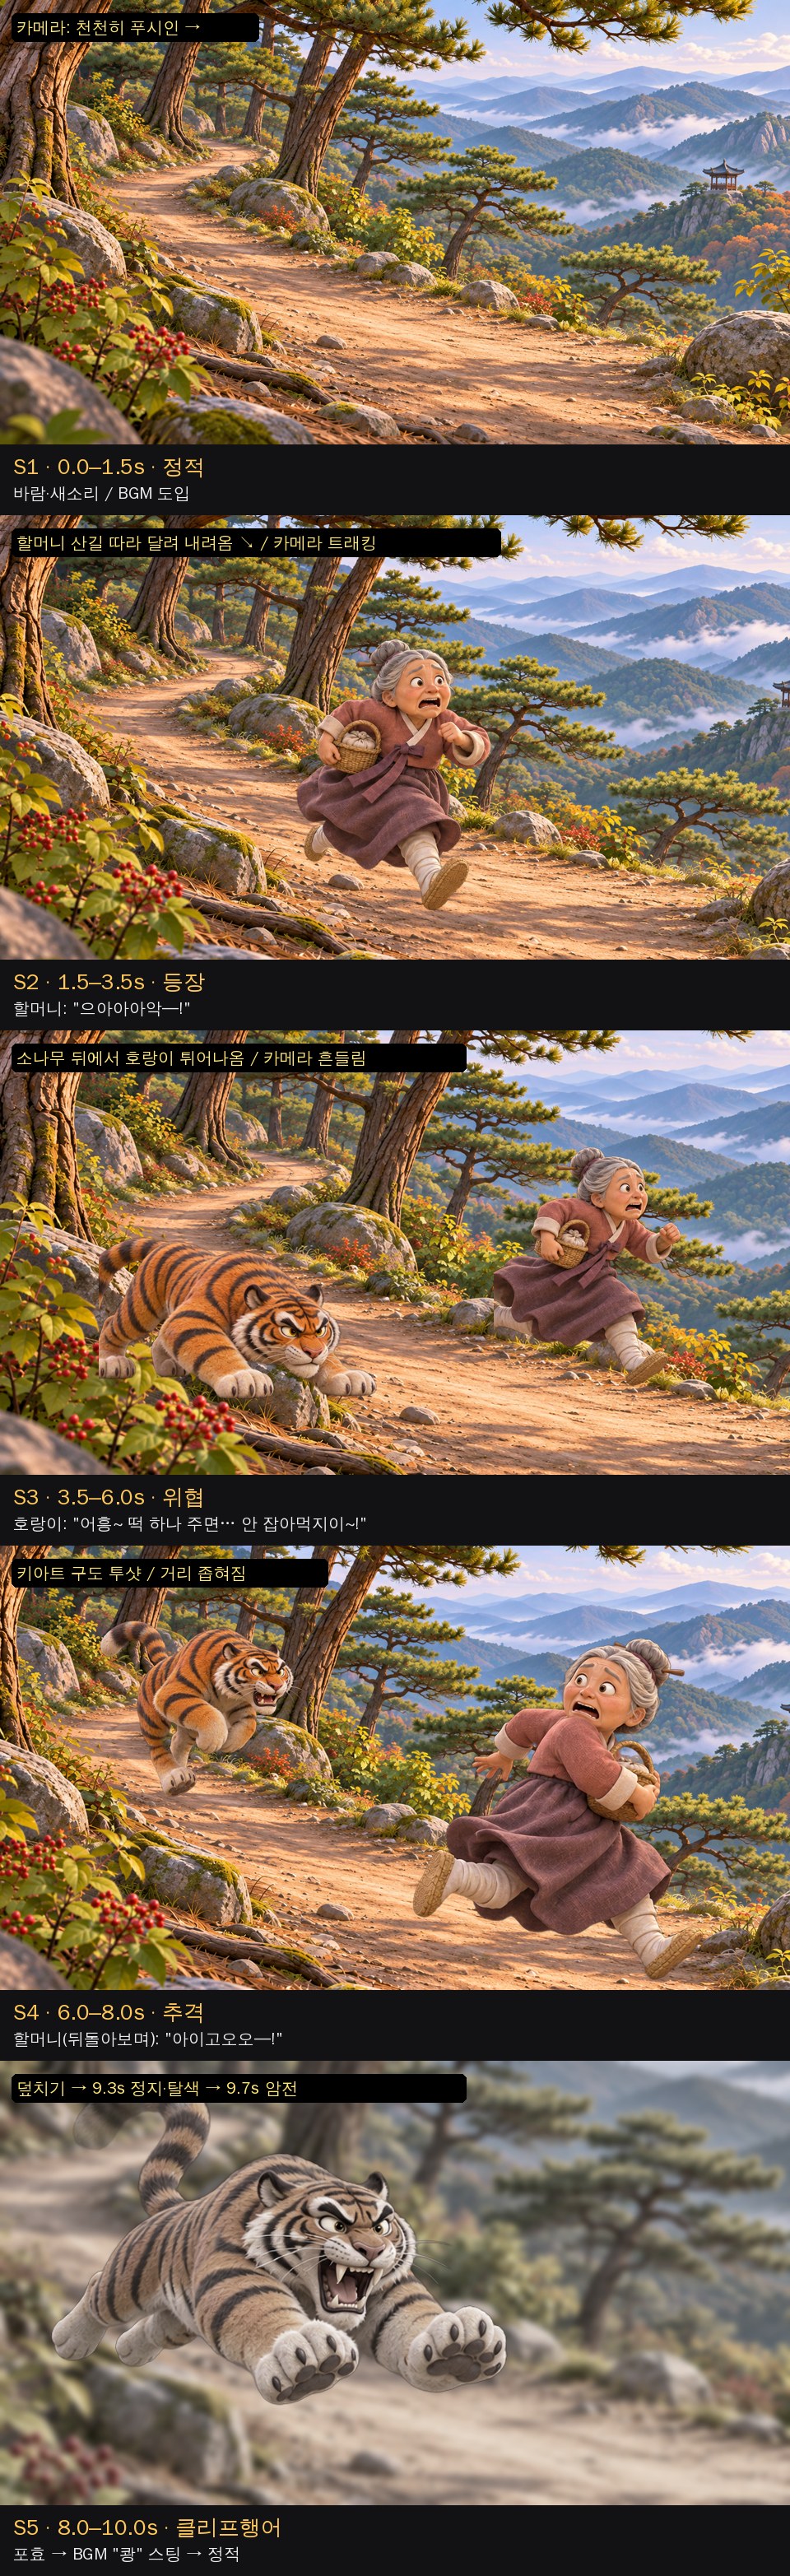 카메라: 천천히 푸시인 →
S1 · 0.0–1.5s · 정적
바람·새소리 / BGM 도입
할머니 산길 따라 달려 내려옴 ↘ / 카메라 트래킹
S2 · 1.5–3.5s · 등장
할머니: "으아아아악—!"
소나무 뒤에서 호랑이 튀어나옴 / 카메라 흔들림
S3 · 3.5–6.0s · 위협
호랑이: "어흥~ 떡 하나 주면… 안 잡아먹지이~!"
키아트 구도 투샷 / 거리 좁혀짐
S4 · 6.0–8.0s · 추격
할머니(뒤돌아보며): "아이고오오—!"
덮치기 → 9.3s 정지·탈색 → 9.7s 암전
S5 · 8.0–10.0s · 클리프행어
포효 → BGM "쾅" 스팅 → 정적